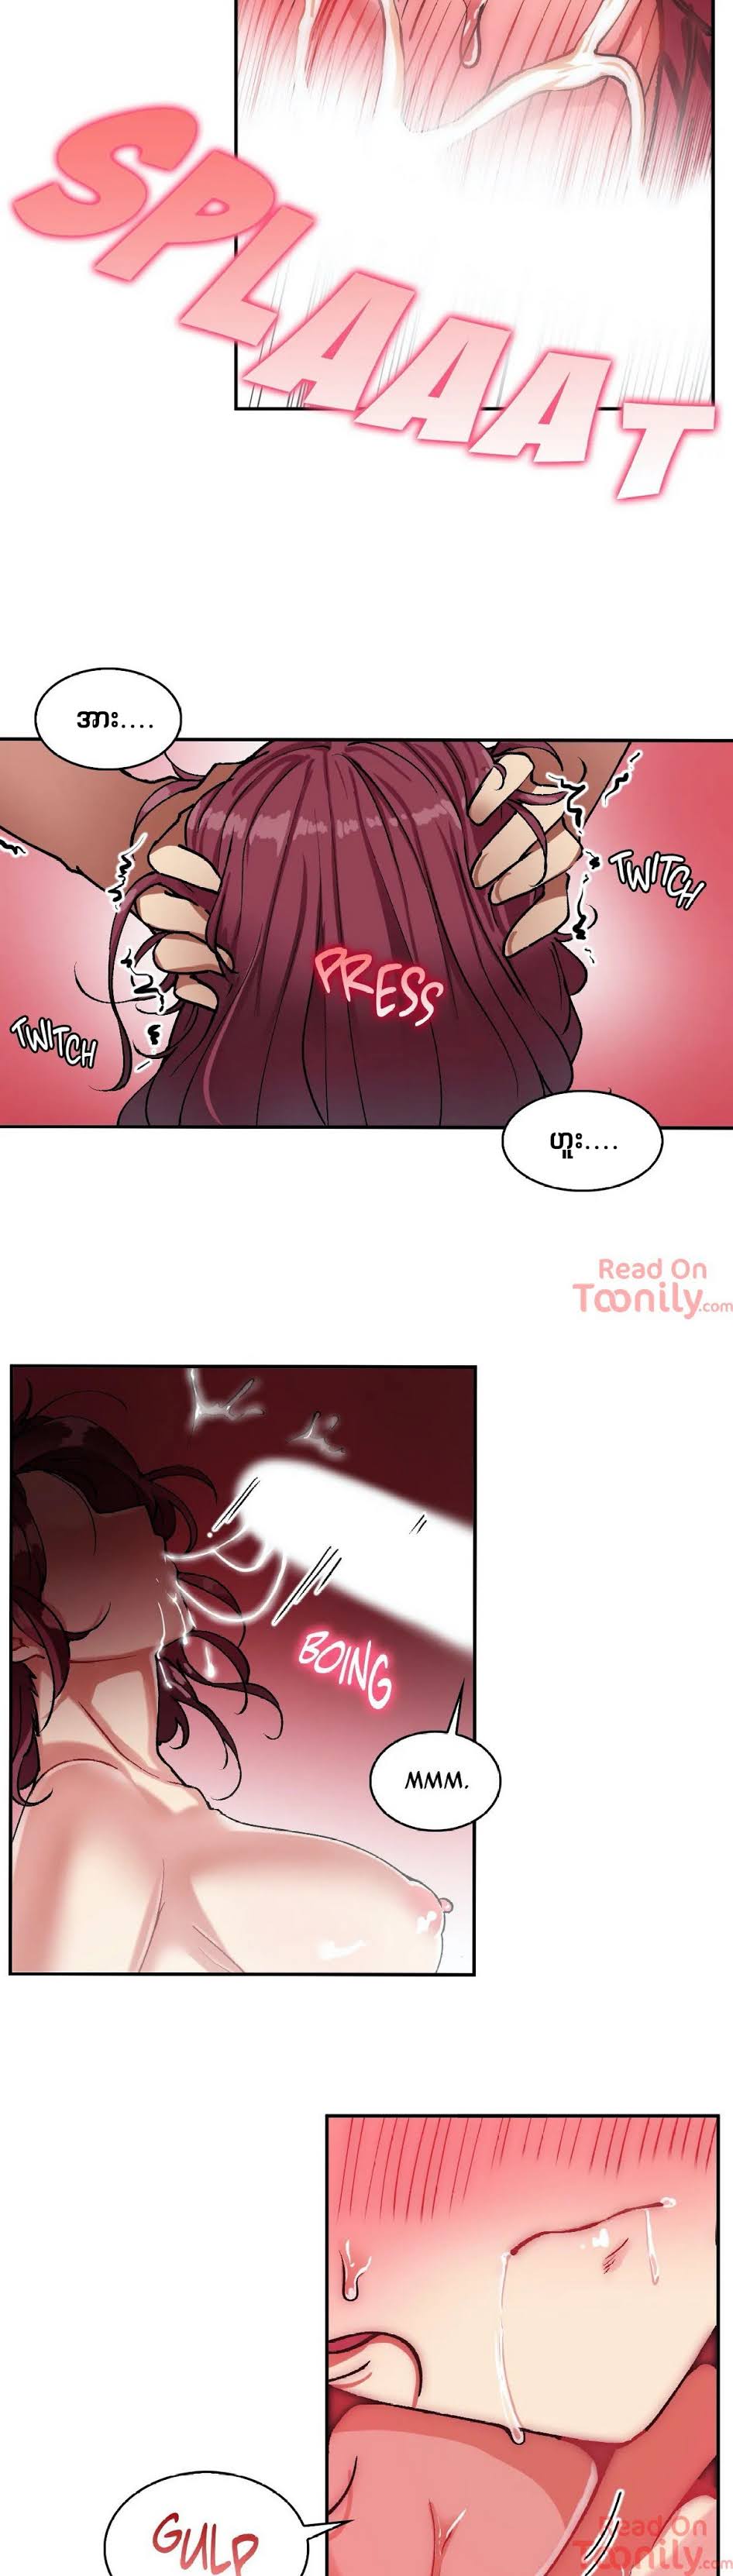 SPLAAAT
အား....
TWITCH
PRESS
TWITCH
ဟူး....
Read On
Toonily.com
BOING
MMM.
Read On
Toonily.com
GULP